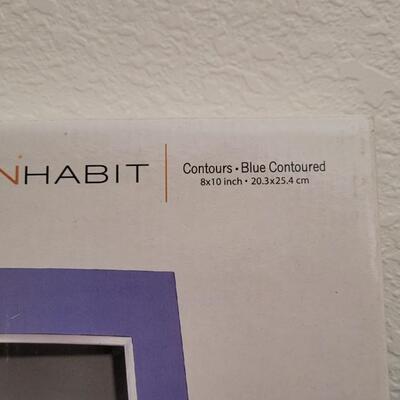 NHABIT
Contours • Blue Contoured
8x10 inch • 20.3x25.4 cm